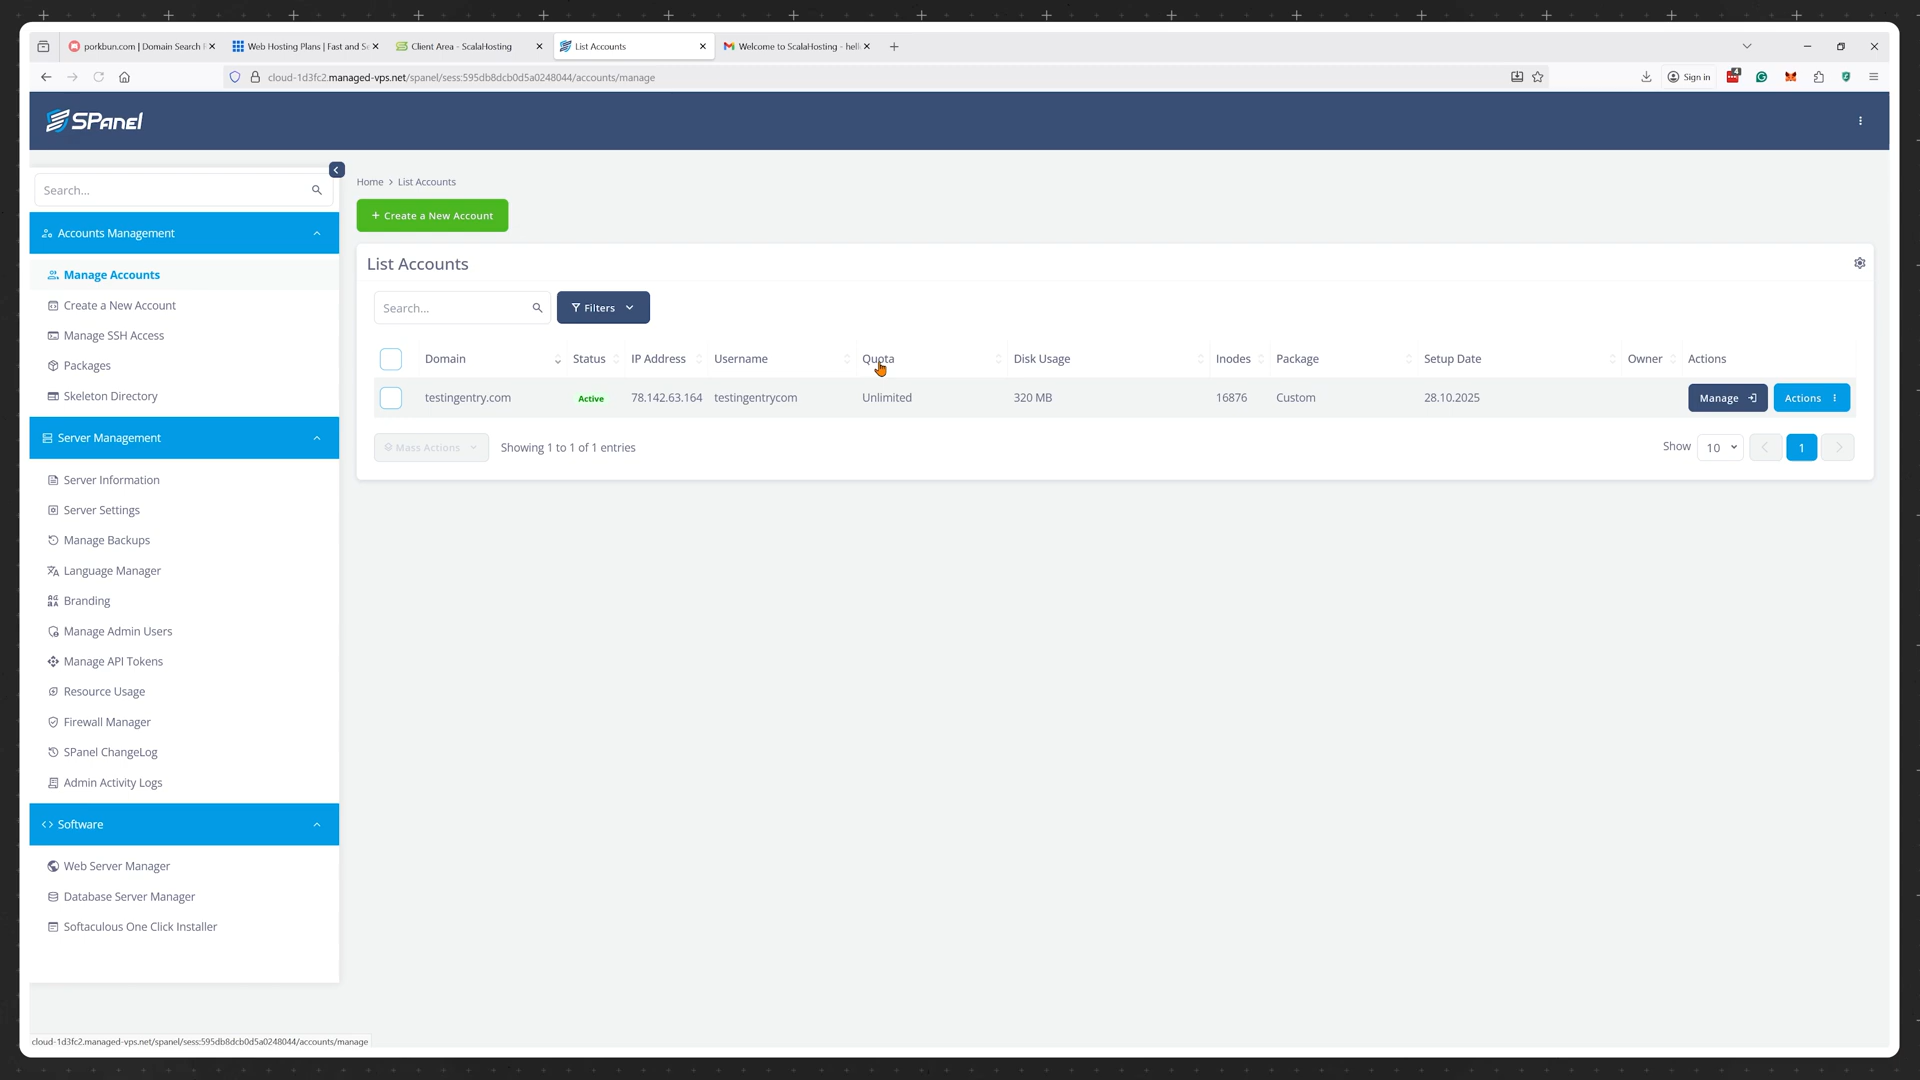 porkbun.com | Domain Search
Web Hosting Plans | Fast and Se
Client Area - ScalaHosting
List Accounts
Welcome to ScalaHosting - hell
cloud-1d3fc2.managed-vps.net/spanel/sess:595db8dcb0d5a0248044/accounts/manage
Sign in
4
SPanel
Search...
Accounts Management
Manage Accounts
Create a New Account
Manage SSH Access
Packages
Skeleton Directory
Server Management
Server Information
Server Settings
Manage Backups
Language Manager
Branding
Manage Admin Users
Manage API Tokens
Resource Usage
Firewall Manager
SPanel ChangeLog
Admin Activity Logs
Software
Web Server Manager
Database Server Manager
Softaculous One Click Installer
Home > List Accounts
+ Create a New Account
List Accounts
Search...
Filters
Domain Status IP Address Username Quota Disk Usage Inodes Package Setup Date Owner Actions
testingentry.com Active 78.142.63.164 testingentrycom Unlimited 320 MB 16876 Custom 28.10.2025 Manage Actions
Mass Actions Showing 1 to 1 of 1 entries Show 10 1
cloud-1d3fc2.managed-vps.net/spanel/sess:595db8dcb0d5a0248044/accounts/manage